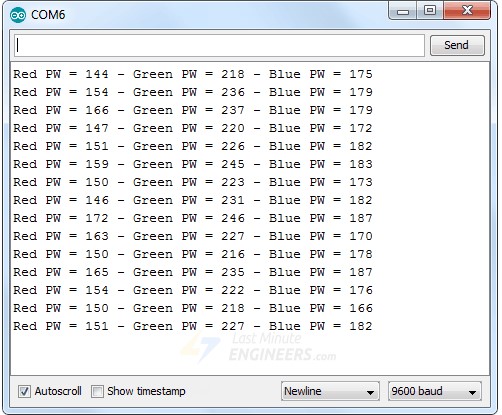 COM6
Send
Red PW = 144 - Green PW = 218 - Blue PW = 175
Red PW = 154 - Green PW = 236 - Blue PW = 179
Red PW = 166 - Green PW = 237 - Blue PW = 179
Red PW = 147 - Green PW = 220 - Blue PW = 172
Red PW = 151 - Green PW = 226 - Blue PW = 182
Red PW = 159 - Green PW = 245 - Blue PW = 183
Red PW = 150 - Green PW = 223 - Blue PW = 173
Red PW = 146 - Green PW = 231 - Blue PW = 182
Red PW = 172 - Green PW = 246 - Blue PW = 187
Red PW = 163 - Green PW = 227 - Blue PW = 170
Red PW = 150 - Green PW = 216 - Blue PW = 178
Red PW = 165 - Green PW = 235 - Blue PW = 187
Red PW = 154 - Green PW = 222 - Blue PW = 176
Red PW = 150 - Green PW = 218 - Blue PW = 166
Red PW = 151 - Green PW = 227 - Blue PW = 182
Last Minute
ENGINEERS.com
Autoscroll Show timestamp Newline 9600 baud